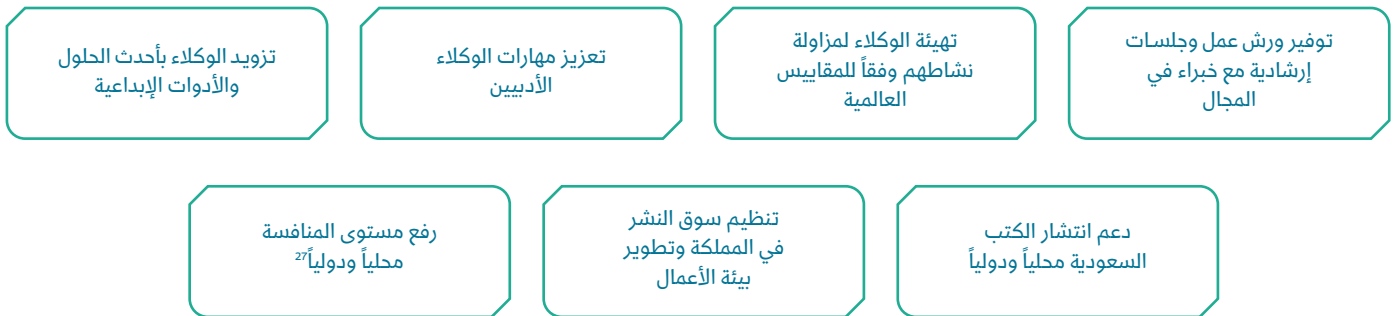 توفير ورش عمل وجلسات
إرشادية مع خبراء في
المجال
تهيئة الوكلاء لمزاولة
نشاطهم وفقاً للمقاييس
العالمية
تعزيز مهارات الوكلاء
الأدبيين
تزويد الوكلاء بأحدث الحلول
والأدوات الإبداعية
دعم انتشار الكتب
السعودية محلياً ودولياً
تنظيم سوق النشر
في المملكة وتطوير
بيئة الأعمال
رفع مستوى المنافسة
محلياً ودولياً²⁷